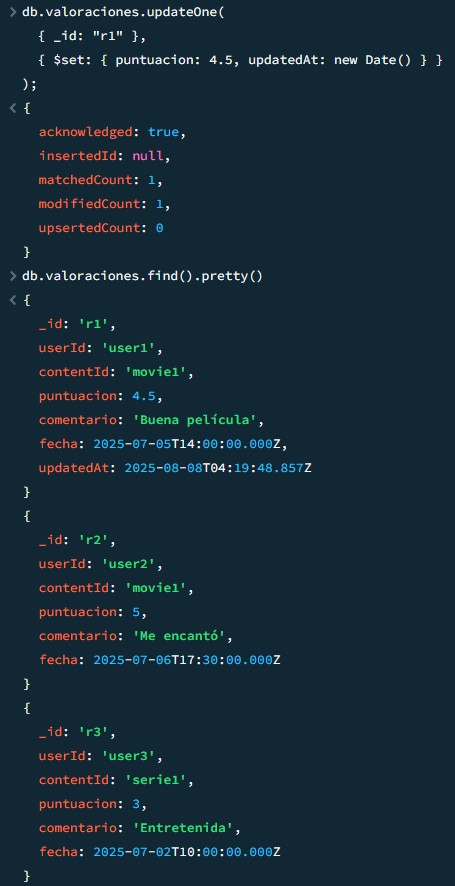 > db.valoraciones.updateOne(
{ _id: "r1" },
{ $set: { puntuacion: 4.5, updatedAt: new Date() } }
);
< {
acknowledged: true,
insertedId: null,
matchedCount: 1,
modifiedCount: 1,
upsertedCount: 0
}
> db.valoraciones.find().pretty()
< {
_id: 'r1',
userId: 'user1',
contentId: 'movie1',
puntuacion: 4.5,
comentario: 'Buena película',
fecha: 2025-07-05T14:00:00.000Z,
updatedAt: 2025-08-08T04:19:48.857Z
}
{
_id: 'r2',
userId: 'user2',
contentId: 'movie1',
puntuacion: 5,
comentario: 'Me encantó',
fecha: 2025-07-06T17:30:00.000Z
}
{
_id: 'r3',
userId: 'user3',
contentId: 'serie1',
puntuacion: 3,
comentario: 'Entretenida',
fecha: 2025-07-02T10:00:00.000Z
}